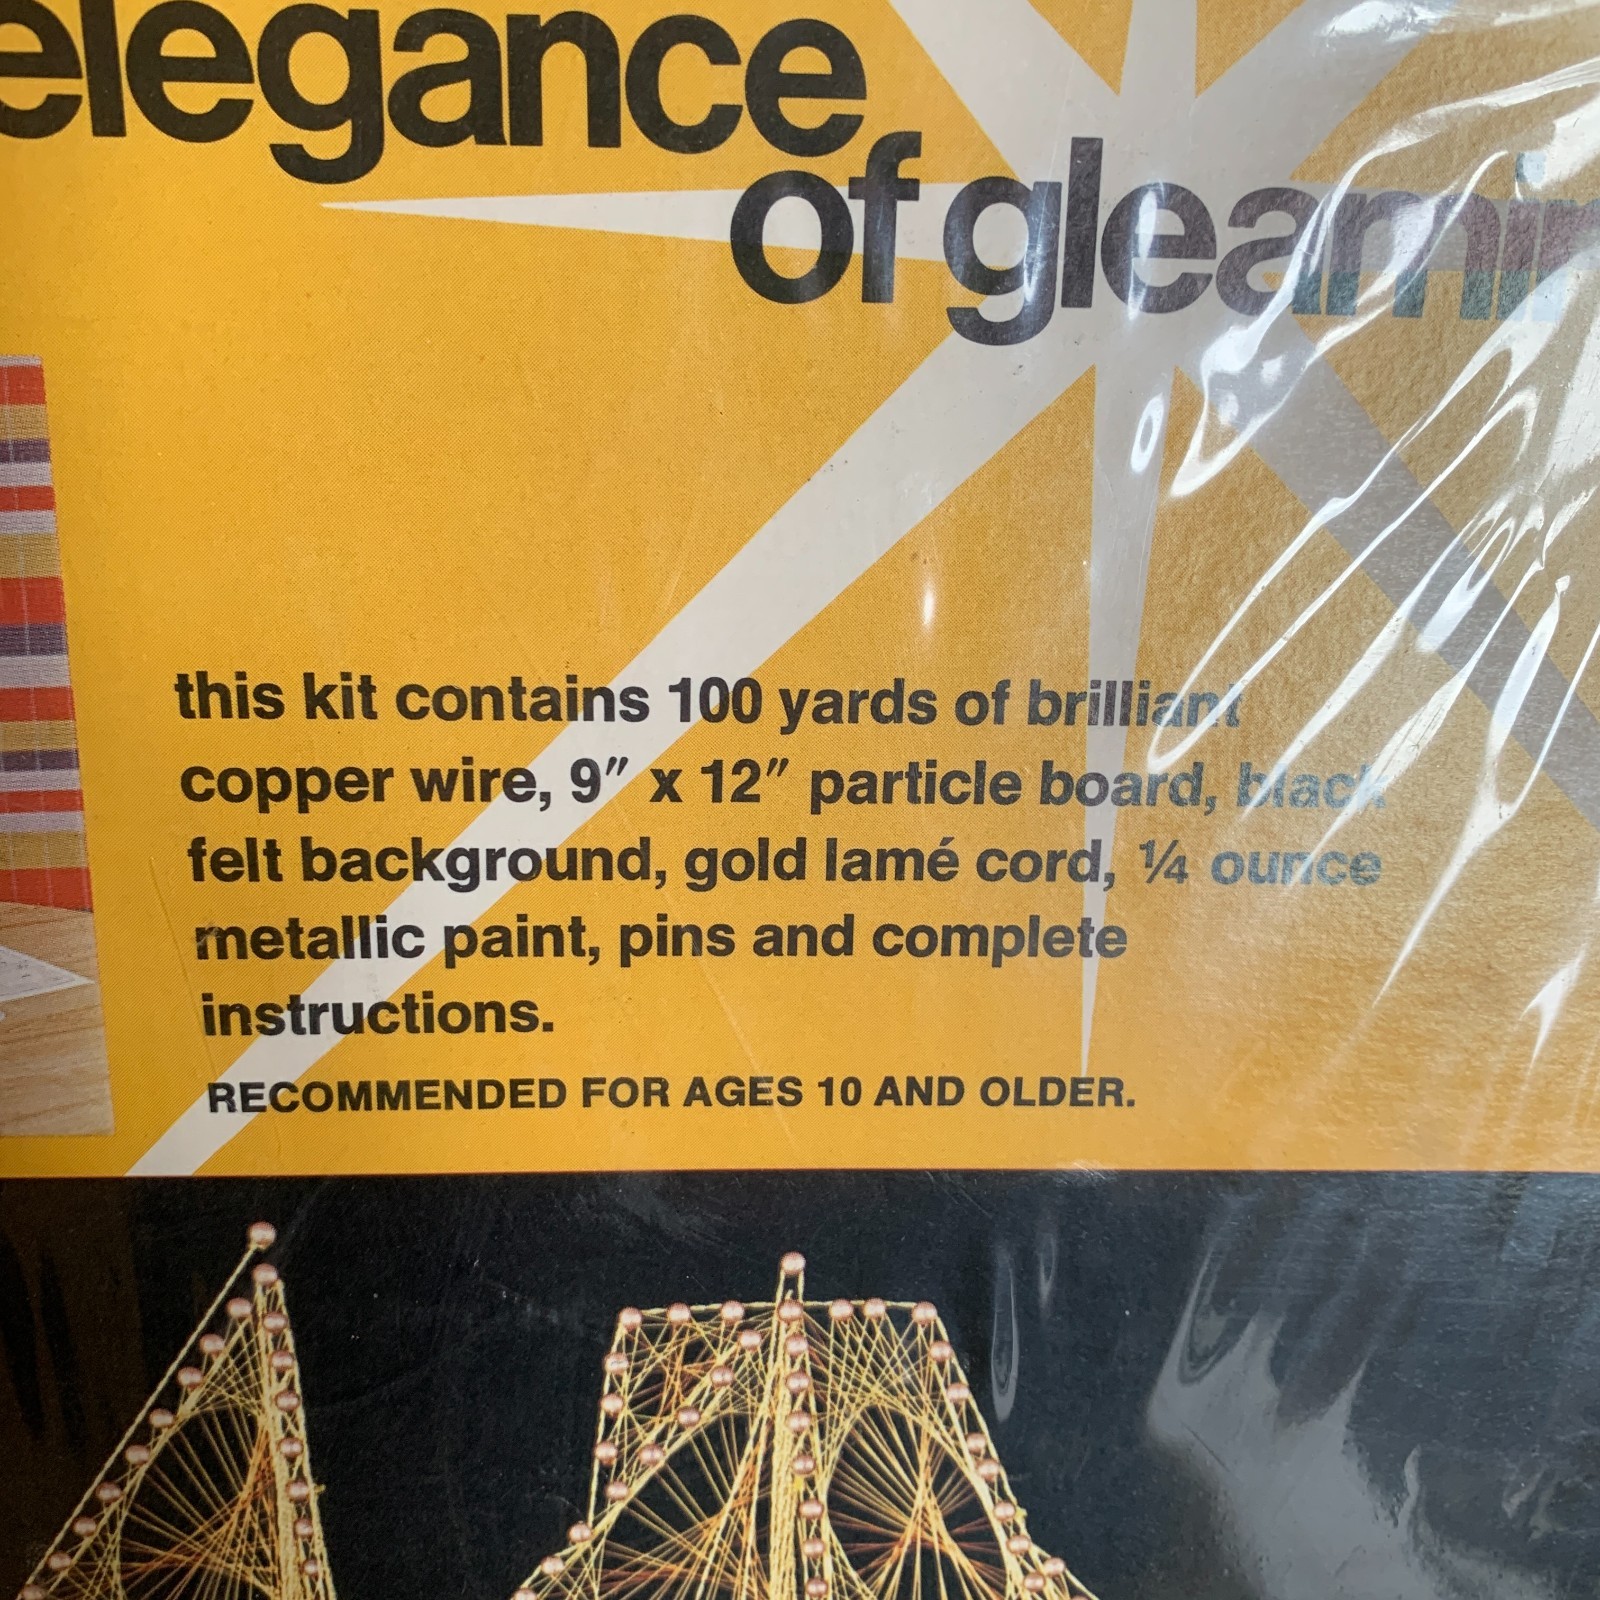 elegance
of gleamin
this kit contains 100 yards of brilliant
copper wire, 9" x 12" particle board, black
felt background, gold lamé cord, ¼ ounce
metallic paint, pins and complete
instructions.
RECOMMENDED FOR AGES 10 AND OLDER.